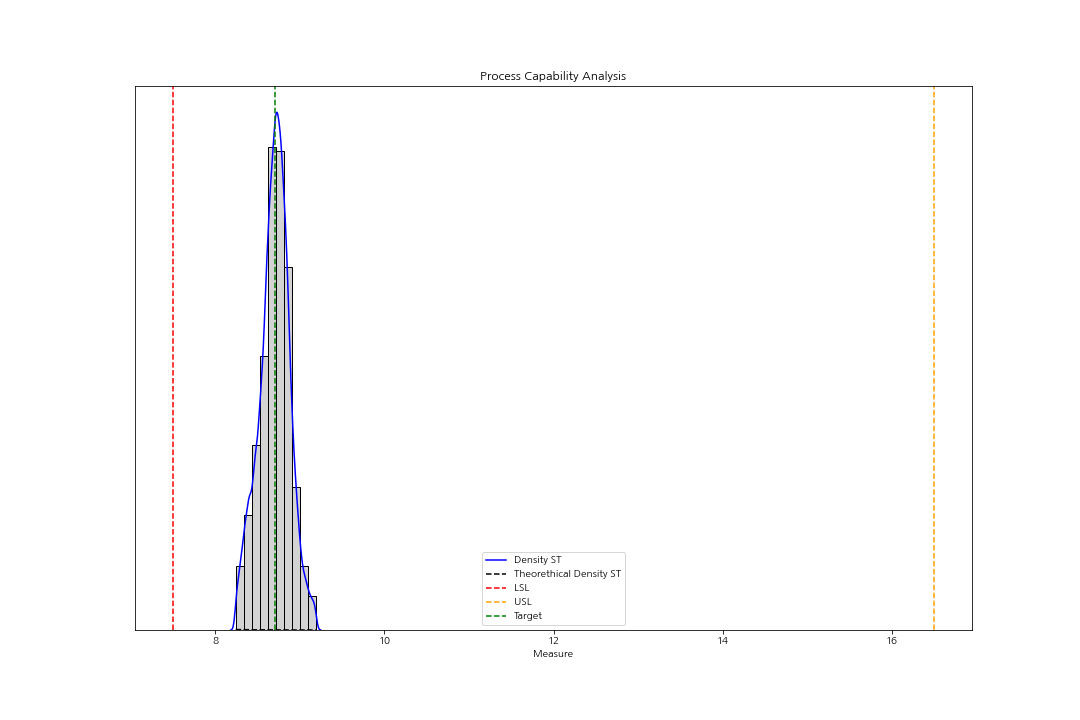 Process Capability Analysis
Density ST
Theorethical Density ST
LSL
USL
Target
8 10 12 14 16
Measure